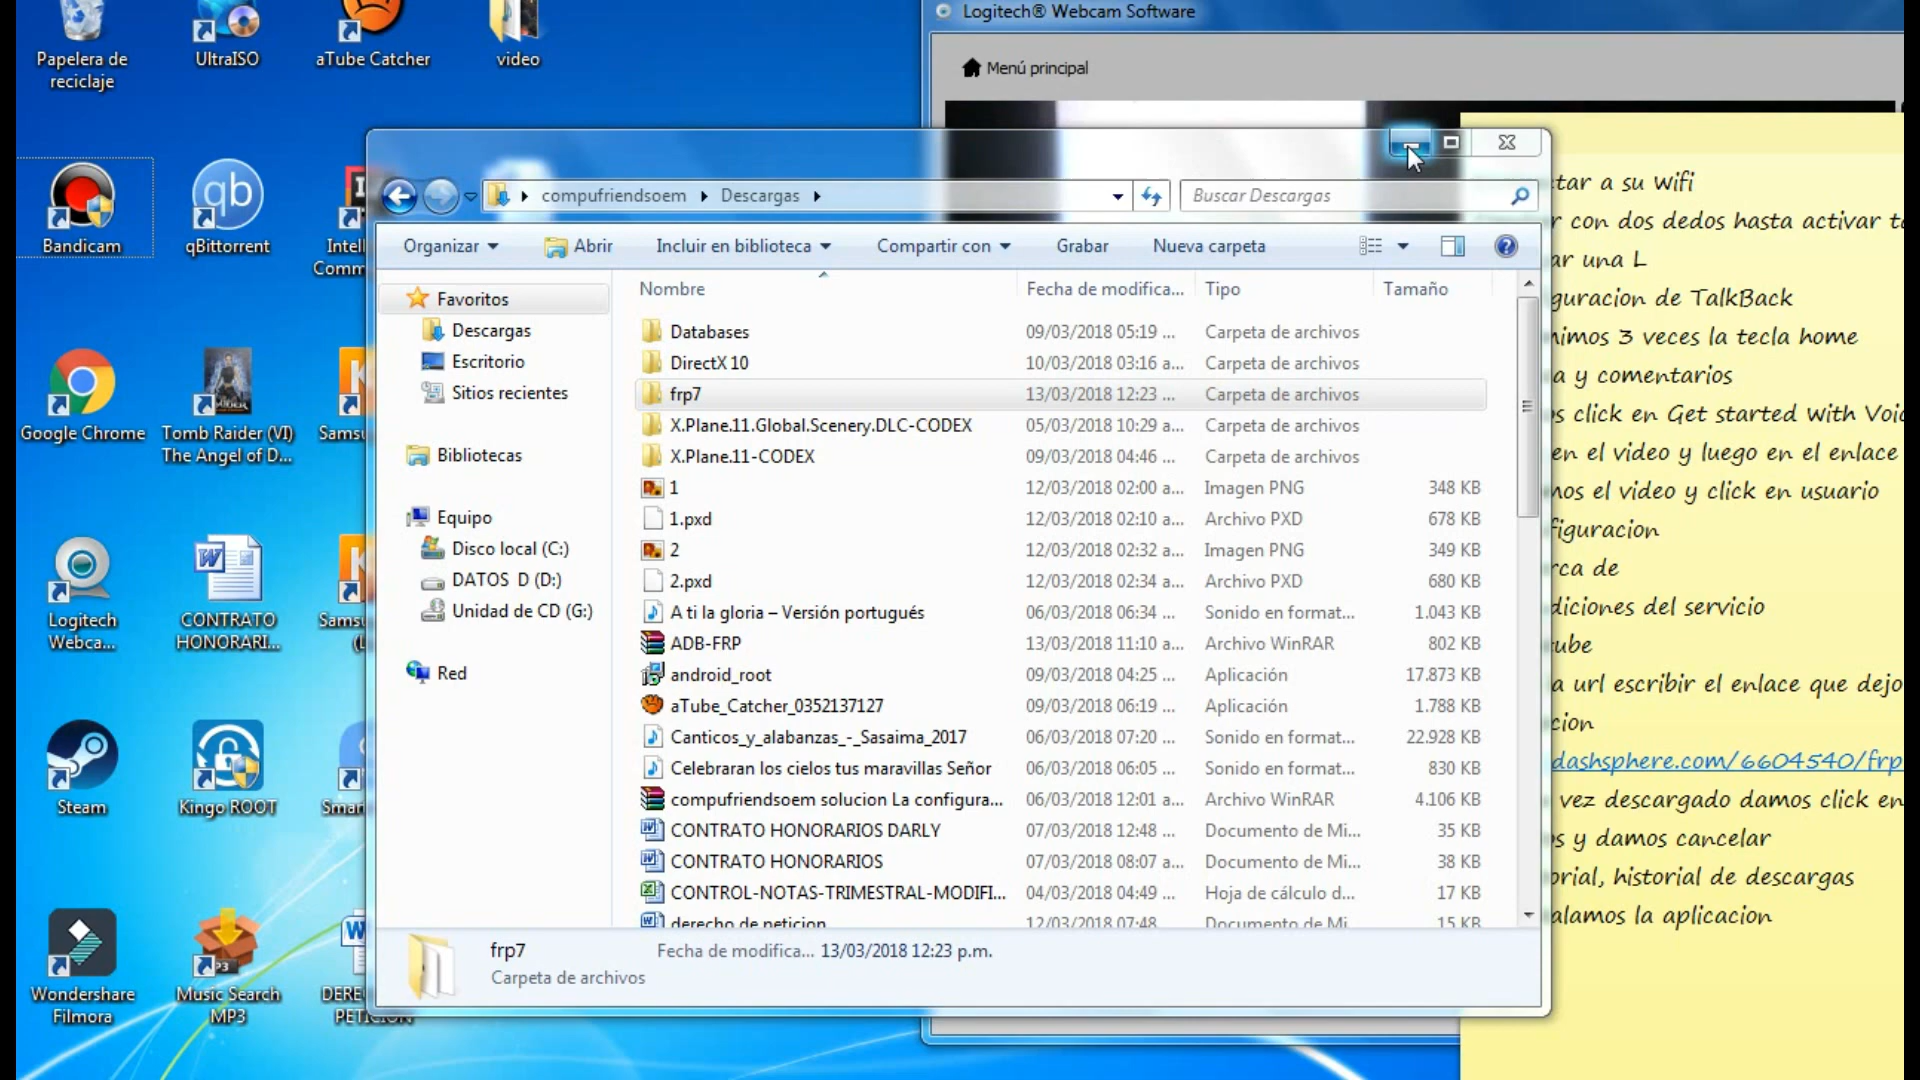 Papelera de
reciclaje
UltraISO
aTube Catcher
video
Bandicam
qBittorrent
Google Chrome
Tomb Raider (VI)
The Angel of D...
Logitech
Webca...
CONTRATO
HONORARI...
Steam
Kingo ROOT
Wondershare
Filmora
Music Search
MP3
Logitech® Webcam Software
Menú principal
compufriendsoem
Descargas
Buscar Descargas
Organizar
Abrir
Incluir en biblioteca
Compartir con
Grabar
Nueva carpeta
Favoritos
Descargas
Escritorio
Sitios recientes
Bibliotecas
Equipo
Disco local (C:)
DATOS D (D:)
Unidad de CD (G:)
Red
Nombre Fecha de modifica... Tipo Tamaño
Databases 09/03/2018 05:19 ... Carpeta de archivos
DirectX 10 10/03/2018 03:16 a... Carpeta de archivos
frp7 13/03/2018 12:23 ... Carpeta de archivos
X.Plane.11.Global.Scenery.DLC-CODEX 05/03/2018 10:29 a... Carpeta de archivos
X.Plane.11-CODEX 09/03/2018 04:46 ... Carpeta de archivos
1 12/03/2018 02:00 a... Imagen PNG 348 KB
1.pxd 12/03/2018 02:10 a... Archivo PXD 678 KB
2 12/03/2018 02:32 a... Imagen PNG 349 KB
2.pxd 12/03/2018 02:34 a... Archivo PXD 680 KB
A ti la gloria – Versión portugués 06/03/2018 06:34 ... Sonido en format... 1.043 KB
ADB-FRP 13/03/2018 11:10 a... Archivo WinRAR 802 KB
android_root 09/03/2018 04:25 ... Aplicación 17.873 KB
aTube_Catcher_0352137127 09/03/2018 06:19 ... Aplicación 1.788 KB
Canticos_y_alabanzas_-_Sasaima_2017 06/03/2018 07:20 ... Sonido en format... 22.928 KB
Celebraran los cielos tus maravillas Señor 06/03/2018 06:05 ... Sonido en format... 830 KB
compufriendsoem solucion La configura... 06/03/2018 12:01 a... Archivo WinRAR 4.106 KB
CONTRATO HONORARIOS DARLY 07/03/2018 12:48 ... Documento de Mi... 35 KB
CONTRATO HONORARIOS 07/03/2018 08:07 a... Documento de Mi... 38 KB
CONTROL-NOTAS-TRIMESTRAL-MODIFI... 04/03/2018 04:49 ... Hoja de cálculo d... 17 KB
derecho de peticion 12/03/2018 07:48 Documento de Mi 15 KB
frp7 Fecha de modifica... 13/03/2018 12:23 p.m.
Carpeta de archivos
tar a su wifi
r con dos dedos hasta activar t
ar una L
guracion de TalkBack
nimos 3 veces la tecla home
a y comentarios
s click en Get started with Voi
en el video y luego en el enlace
mos el video y click en usuario
figuracion
rca de
diciones del servicio
ube
a url escribir el enlace que dejo
cion
dashsphere.com/6604540/frp
vez descargado damos click en
s y damos cancelar
orial, historial de descargas
alamos la aplicacion